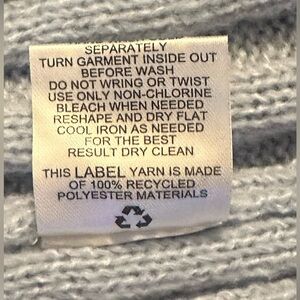 SEPARATELY
TURN GARMENT INSIDE OUT
BEFORE WASH
DO NOT WRING OR TWIST
USE ONLY NON-CHLORINE
BLEACH WHEN NEEDED
RESHAPE AND DRY FLAT
COOL IRON AS NEEDED
FOR THE BEST
RESULT DRY CLEAN
THIS LABEL YARN IS MADE
OF 100% RECYCLED
POLYESTER MATERIALS